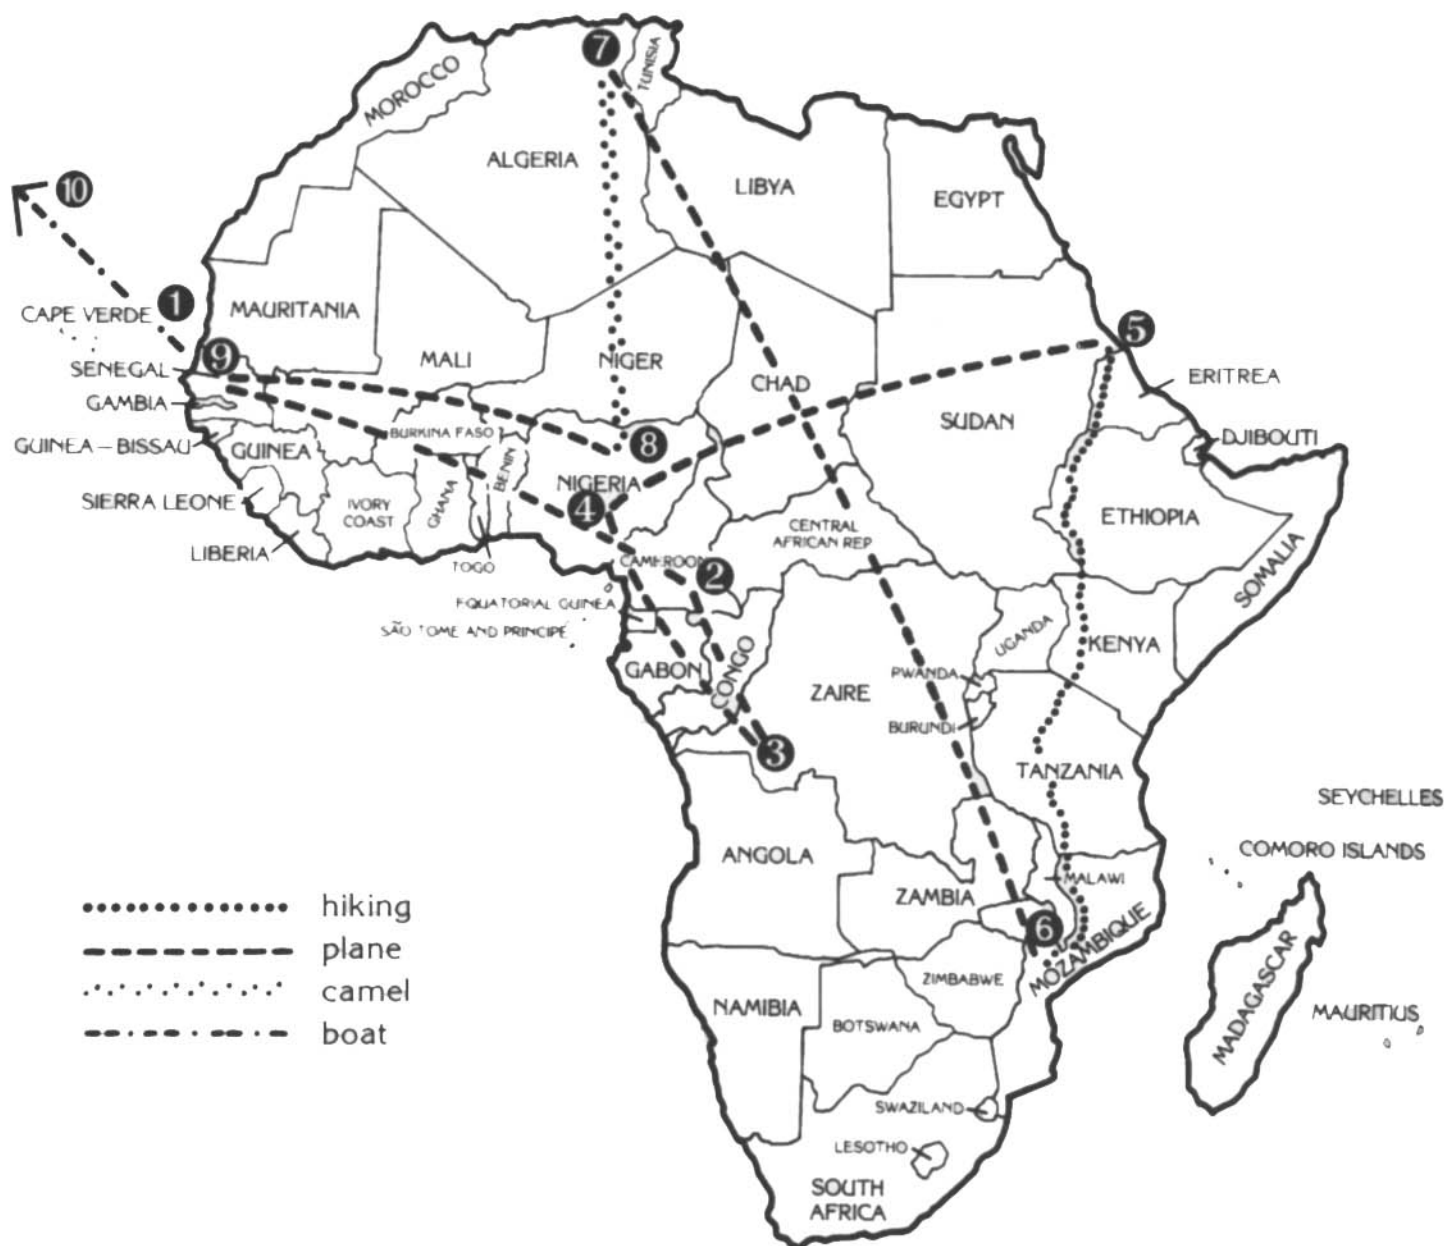 7
TUNISIA
MOROCCO
ALGERIA
LIBYA
EGYPT
10
1
CAPE VERDE
MAURITANIA
5
9
MALI
NIGER
CHAD
SENEGAL
ERITREA
GAMBIA
SUDAN
BURKINA FASO
8
DJIBOUTI
GUINEA – BISSAU
GUINEA
BENIN
NIGERIA
SIERRA LEONE
IVORY
COAST
GHANA
4
ETHIOPIA
CENTRAL
AFRICAN REP
LIBERIA
TOGO
CAMEROON
2
SOMALIA
EQUATORIAL GUINEA
SÃO TOME AND PRINCIPE
UGANDA
KENYA
GABON
CONGO
RWANDA
ZAIRE
BURUNDI
3
TANZANIA
SEYCHELLES
ANGOLA
COMORO ISLANDS
MALAWI
ZAMBIA
6
hiking
plane
camel
boat
MOZAMBIQUE
ZIMBABWE
MADAGASCAR
NAMIBIA
BOTSWANA
MAURITIUS
SWAZILAND
LESOTHO
SOUTH
AFRICA